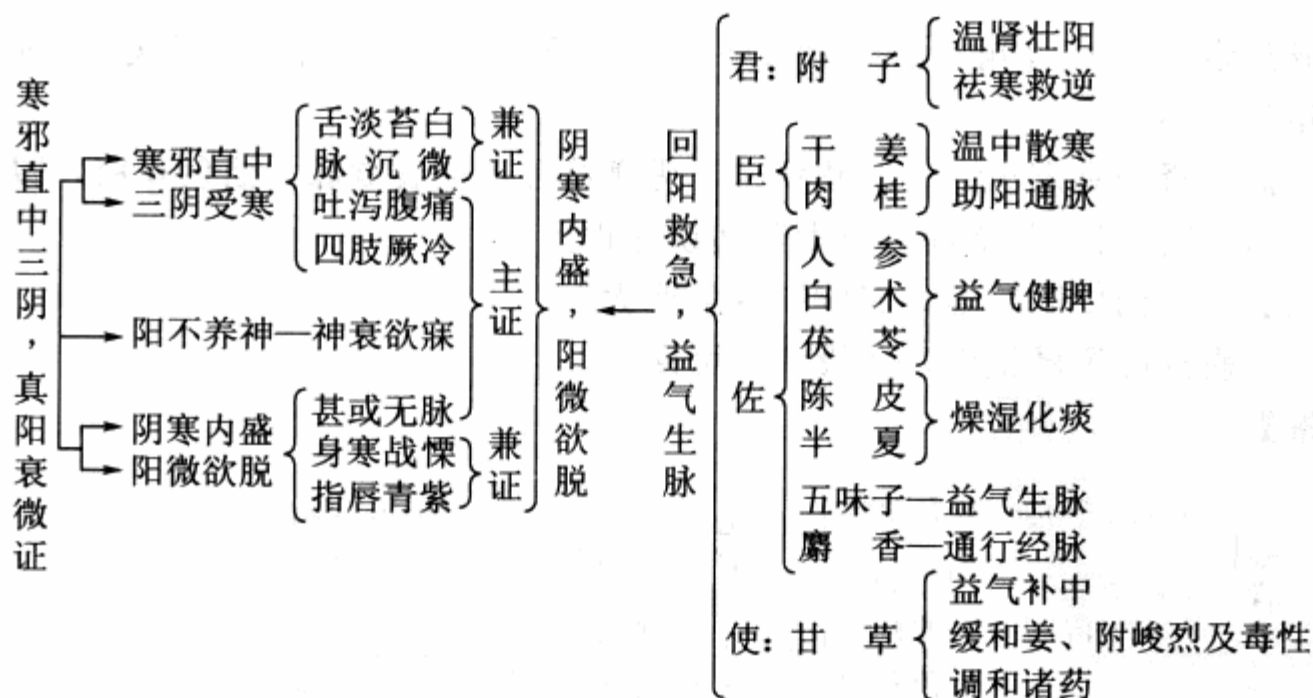 寒邪直中三阴，真阳衰微证
寒邪直中
三阴受寒
舌淡苔白
脉沉微
兼证
吐泻腹痛
四肢厥冷
主证
阳不养神—神衰欲寐
阴寒内盛
阳微欲脱
甚或无脉
身寒战慄
指唇青紫
兼证
阴寒内盛，阳微欲脱
回阳救急，益气生脉
君：附子
温肾壮阳
祛寒救逆
臣
干姜
肉桂
温中散寒
助阳通脉
佐
人参
白术
茯苓
益气健脾
陈皮
半夏
燥湿化痰
五味子—益气生脉
麝香—通行经脉
使：甘草
益气补中
缓和姜、附峻烈及毒性
调和诸药